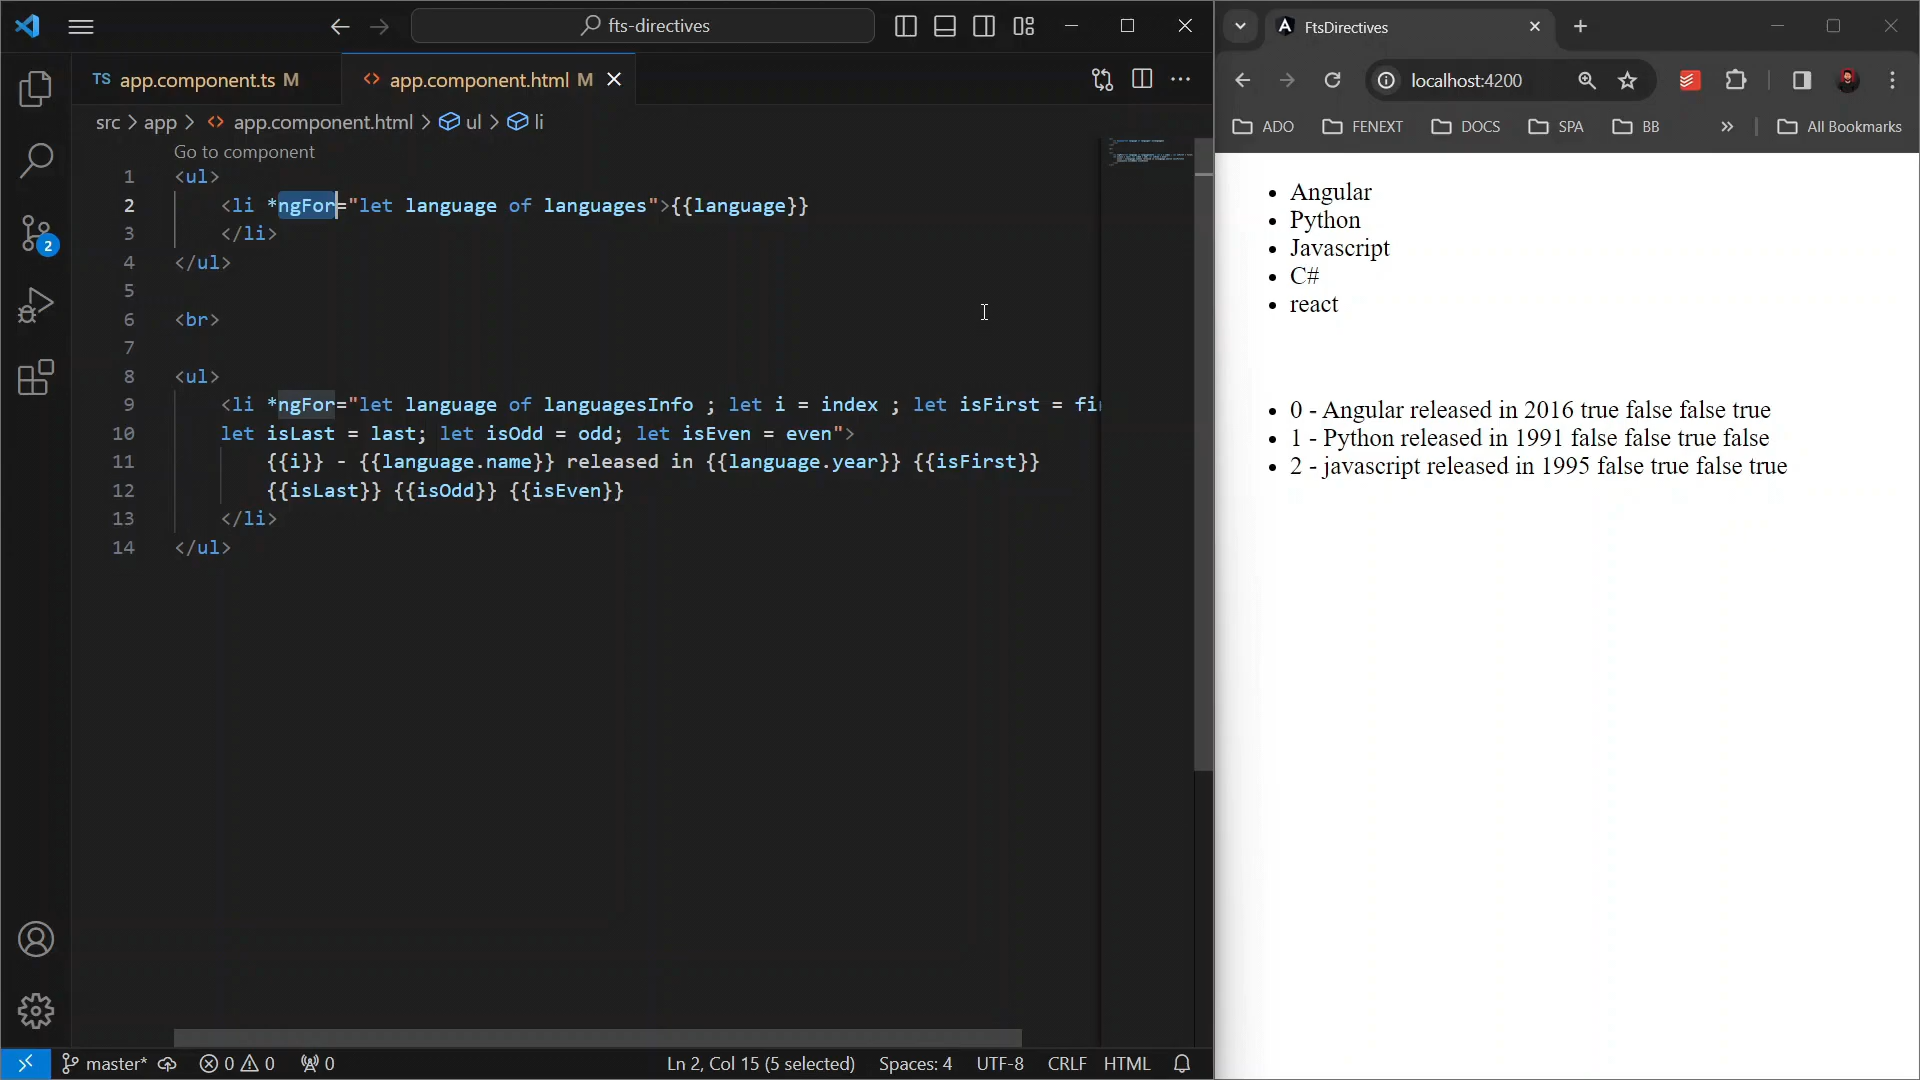 fts-directives
TS app.component.ts M
<> app.component.html M
src > app > <> app.component.html > ul > li
Go to component
1 <ul>
2 <li *ngFor="let language of languages">{{language}}
3 </li>
4 </ul>
5
6 <br>
7
8 <ul>
9 <li *ngFor="let language of languagesInfo ; let i = index ; let isFirst = fi
10 let isLast = last; let isOdd = odd; let isEven = even">
11 {{i}} - {{language.name}} released in {{language.year}} {{isFirst}}
12 {{isLast}} {{isOdd}} {{isEven}}
13 </li>
14 </ul>
2
master* 0 0 0 Ln 2, Col 15 (5 selected) Spaces: 4 UTF-8 CRLF HTML
FtsDirectives
localhost:4200
ADO FENEXT DOCS SPA BB » All Bookmarks
Angular
Python
Javascript
C#
react
0 - Angular released in 2016 true false false true
1 - Python released in 1991 false false true false
2 - javascript released in 1995 false true false true